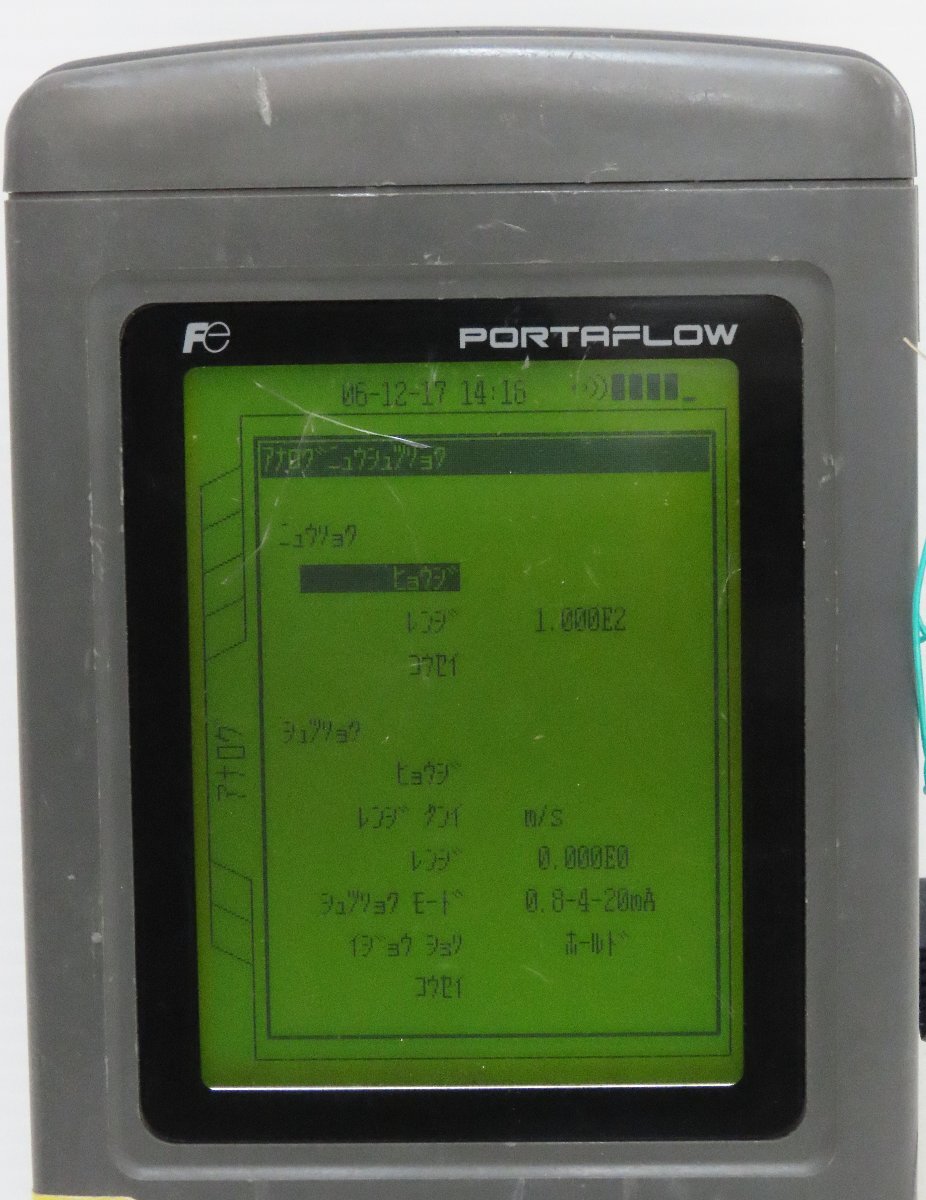 Fe PORTAFLOW
06-12-17 14:16
ｱﾅﾛｸﾞﾆｭｳｼｭﾂﾘｮｸ
ﾆｭｳﾘｮｸ
ﾋｮｳｼﾞ
ﾚﾝｼﾞ 1.000E2
ｺｳｾｲ
ｱﾅﾛｸﾞ
ｼｭﾂﾘｮｸ
ﾋｮｳｼﾞ
ﾚﾝｼﾞ ﾀﾝｲ m/s
ﾚﾝｼﾞ 0.000E0
ｼｭﾂﾘｮｸ ﾓｰﾄﾞ 0.8-4-20mA
ｲｼﾞｮｳ ｼｮﾘ ﾎｰﾙﾄﾞ
ｺｳｾｲ